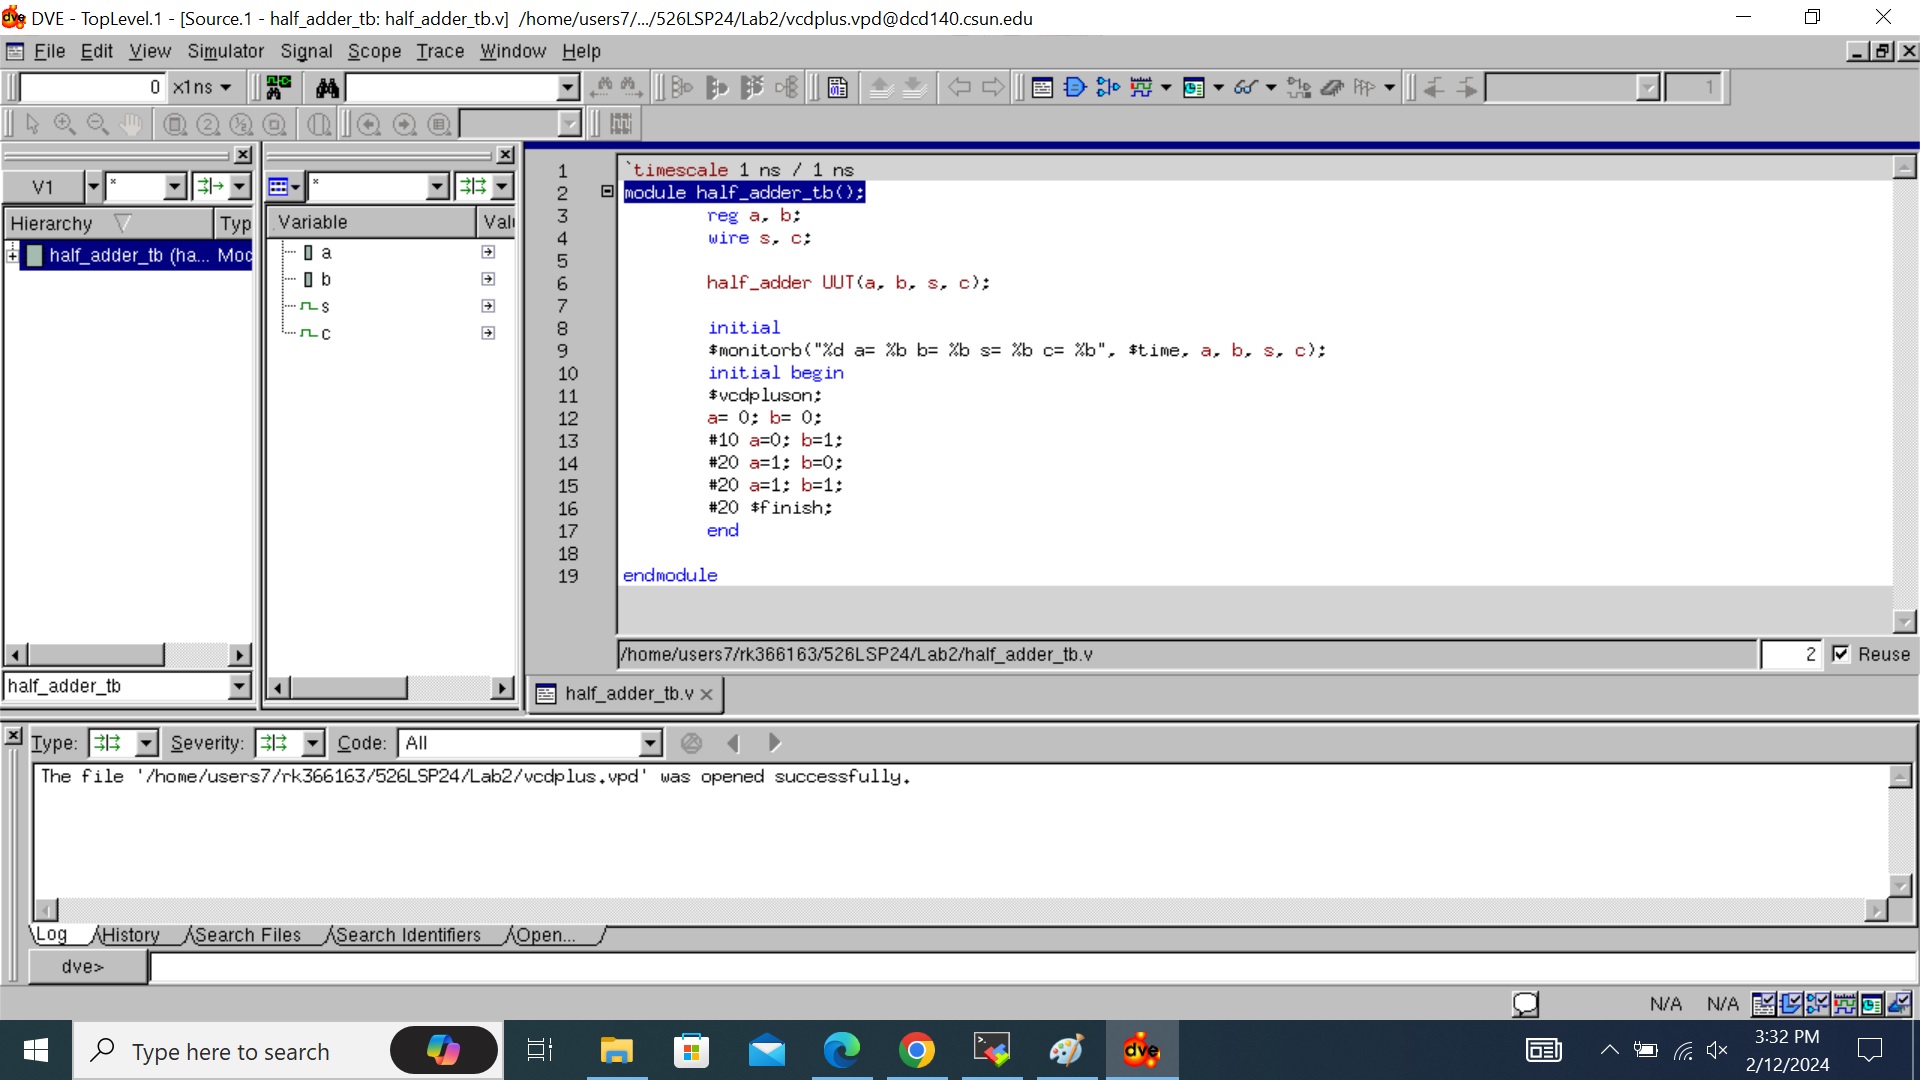 DVE - TopLevel.1 - [Source.1 - half_adder_tb: half_adder_tb.v] /home/users7/.../526LSP24/Lab2/vcdplus.vpd@dcd140.csun.edu
File Edit View Simulator Signal Scope Trace Window Help
0 x1ns 1
V1 * *
Hierarchy Typ Variable Valu
half_adder_tb (ha... Mod
a
b
s
c
1 `timescale 1 ns / 1 ns
2 module half_adder_tb();
3 reg a, b;
4 wire s, c;
5
6 half_adder UUT(a, b, s, c);
7
8 initial
9 $monitorb("%d a= %b b= %b s= %b c= %b", $time, a, b, s, c);
10 initial begin
11 $vcdpluson;
12 a= 0; b= 0;
13 #10 a=0; b=1;
14 #20 a=1; b=0;
15 #20 a=1; b=1;
16 #20 $finish;
17 end
18
19 endmodule
/home/users7/rk366163/526LSP24/Lab2/half_adder_tb.v 2 Reuse
half_adder_tb
half_adder_tb.v
Type: Severity: Code: All
The file '/home/users7/rk366163/526LSP24/Lab2/vcdplus.vpd' was opened successfully.
Log History Search Files Search Identifiers Open...
dve>
N/A N/A
Type here to search
dve
3:32 PM
2/12/2024